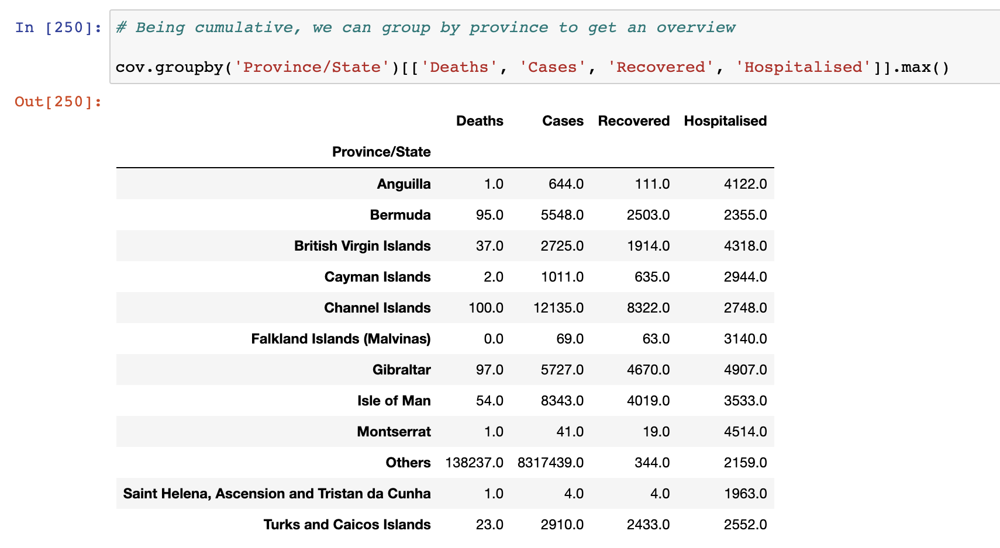 In [250]: # Being cumulative, we can group by province to get an overview
cov.groupby('Province/State')[['Deaths', 'Cases', 'Recovered', 'Hospitalised']].max()
Out[250]:
Deaths Cases Recovered Hospitalised
Province/State
Anguilla 1.0 644.0 111.0 4122.0
Bermuda 95.0 5548.0 2503.0 2355.0
British Virgin Islands 37.0 2725.0 1914.0 4318.0
Cayman Islands 2.0 1011.0 635.0 2944.0
Channel Islands 100.0 12135.0 8322.0 2748.0
Falkland Islands (Malvinas) 0.0 69.0 63.0 3140.0
Gibraltar 97.0 5727.0 4670.0 4907.0
Isle of Man 54.0 8343.0 4019.0 3533.0
Montserrat 1.0 41.0 19.0 4514.0
Others 138237.0 8317439.0 344.0 2159.0
Saint Helena, Ascension and Tristan da Cunha 1.0 4.0 4.0 1963.0
Turks and Caicos Islands 23.0 2910.0 2433.0 2552.0